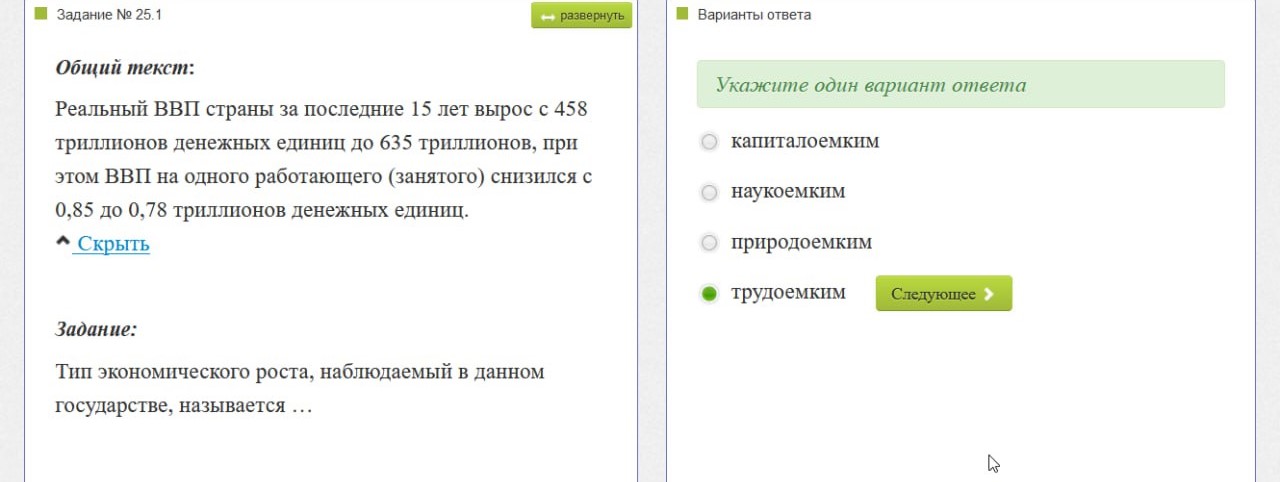 Задание № 25.1
развернуть
Общий текст:
Реальный ВВП страны за последние 15 лет вырос с 458
триллионов денежных единиц до 635 триллионов, при
этом ВВП на одного работающего (занятого) снизился с
0,85 до 0,78 триллионов денежных единиц.
Скрыть
Задание:
Тип экономического роста, наблюдаемый в данном
государстве, называется …
Варианты ответа
Укажите один вариант ответа
капиталоемким
наукоемким
природоемким
трудоемким
Следующее